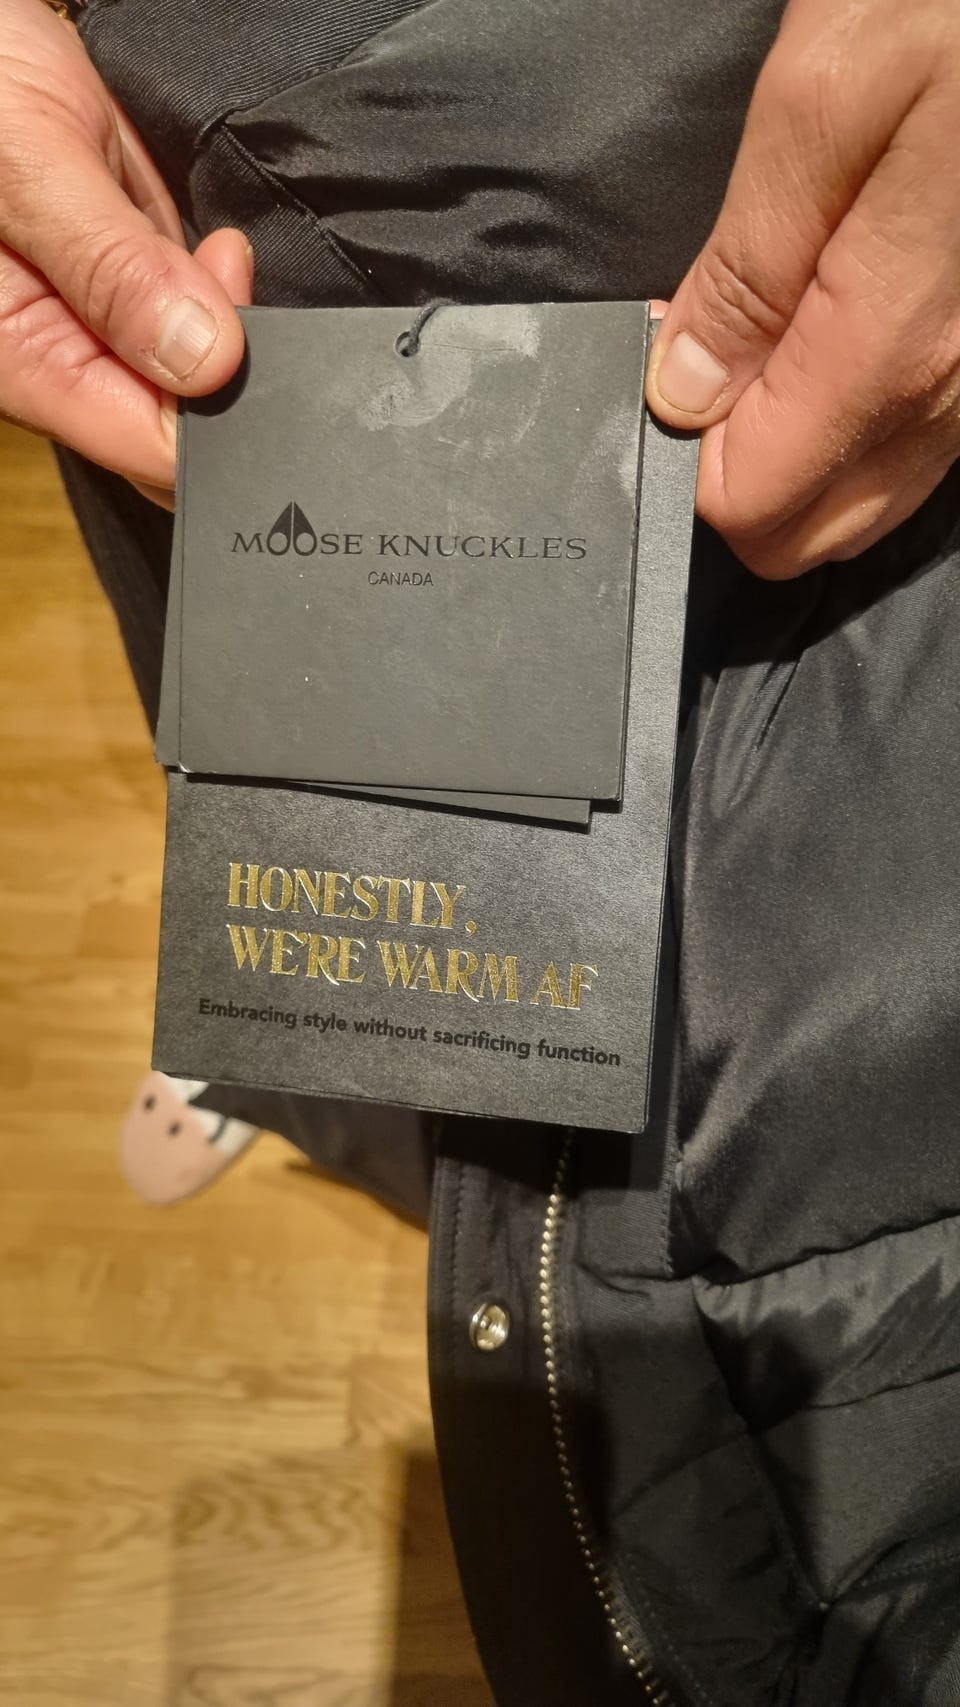 MOOSE KNUCKLES
CANADA
HONESTLY,
WE'RE WARM AF
Embracing style without sacrificing function